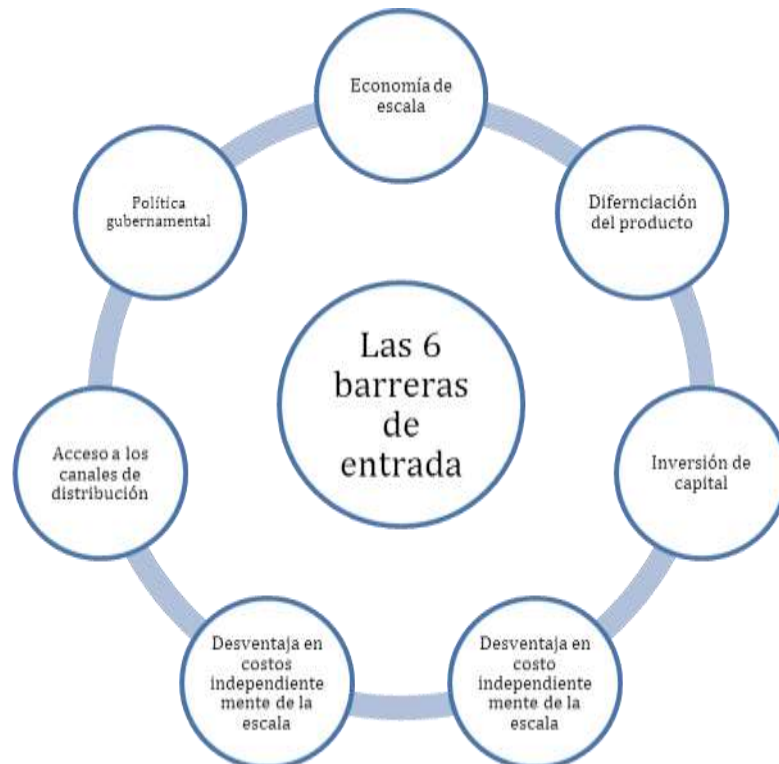 Economía de
escala
Difernciación
del producto
Inversión de
capital
Desventaja en
costo
independiente
mente de la
escala
Desventaja en
costos
independiente
mente de la
escala
Acceso a los
canales de
distribución
Política
gubernamental
Las 6
barreras
de
entrada